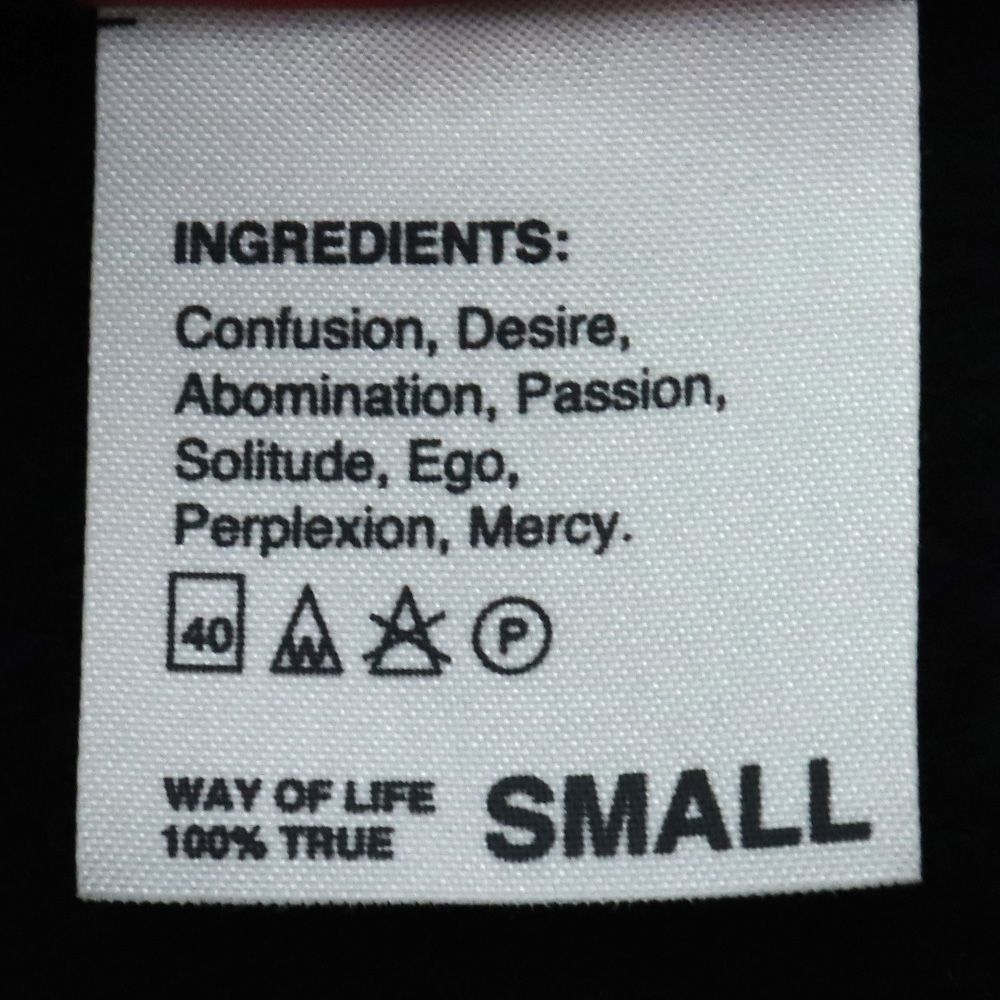 INGREDIENTS:
Confusion, Desire,
Abomination, Passion,
Solitude, Ego,
Perplexion, Mercy.
40 P
WAY OF LIFE
100% TRUE
SMALL